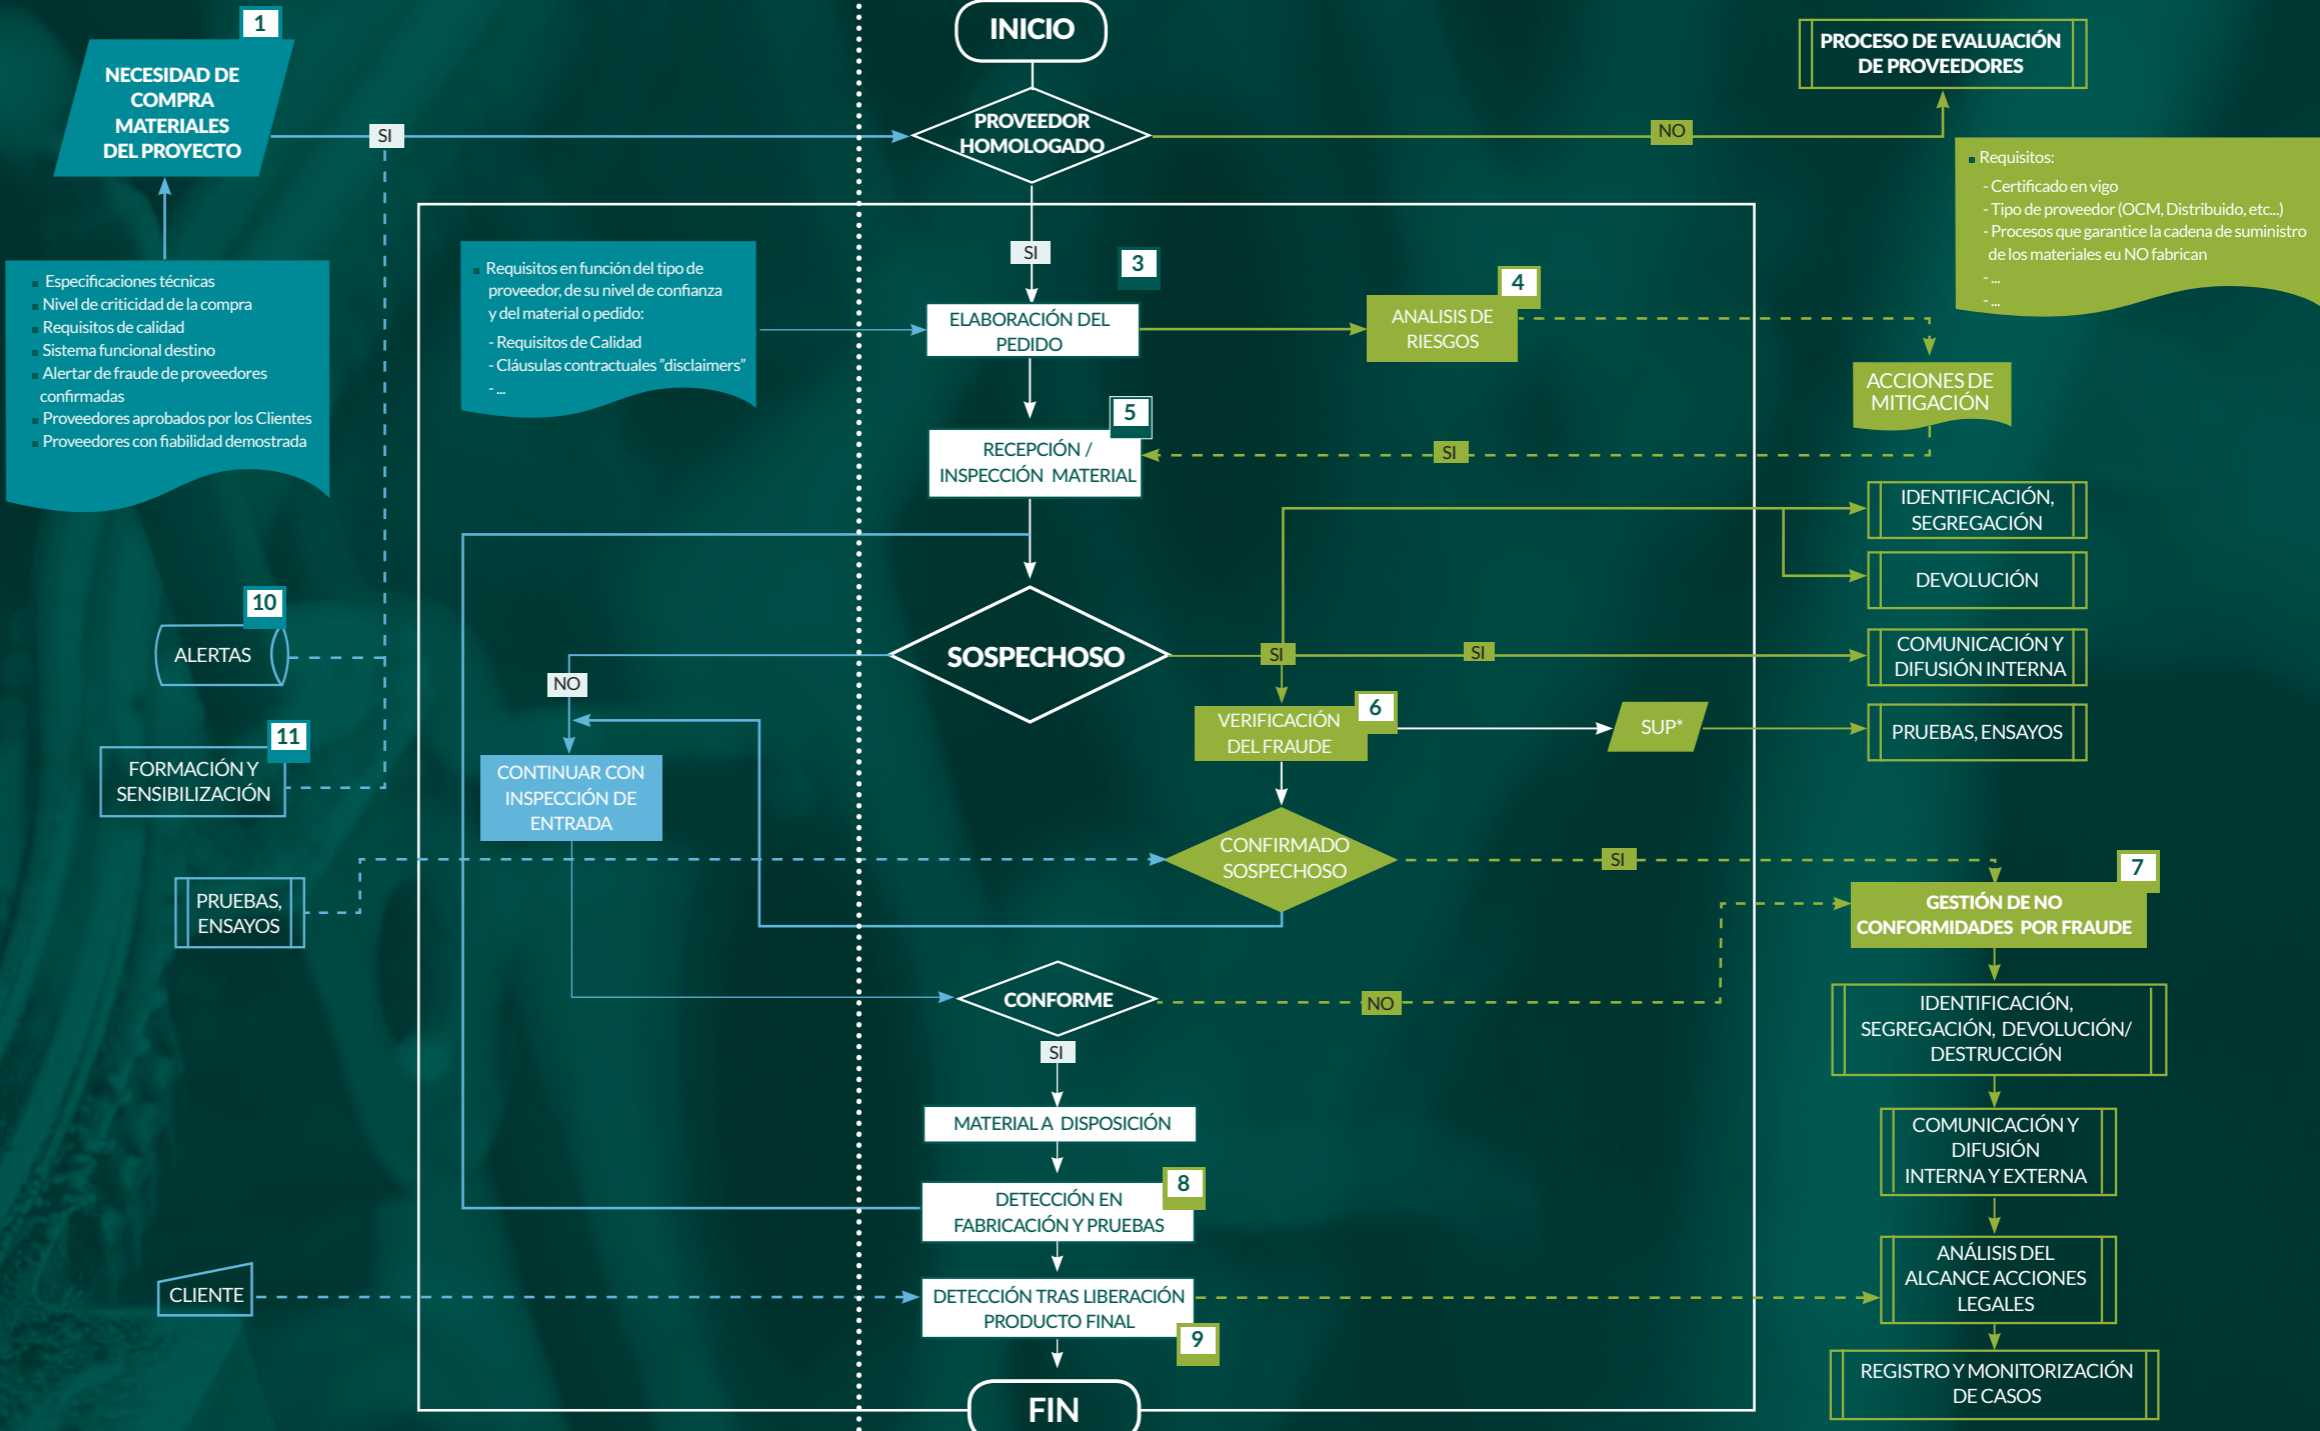 1
NECESIDAD DE
COMPRA
MATERIALES
DEL PROYECTO
SI
INICIO
PROVEEDOR
HOMOLOGADO
NO
PROCESO DE EVALUACIÓN
DE PROVEEDORES
▪ Requisitos:
- Certificado en vigo
- Tipo de proveedor (OCM, Distribuido, etc...)
- Procesos que garantice la cadena de suministro
de los materiales eu NO fabrican
- ...
- ...
▪ Especificaciones técnicas
▪ Nivel de criticidad de la compra
▪ Requisitos de calidad
▪ Sistema funcional destino
▪ Alertar de fraude de proveedores
confirmadas
▪ Proveedores aprobados por los Clientes
▪ Proveedores con fiabilidad demostrada
▪ Requisitos en función del tipo de
proveedor, de su nivel de confianza
y del material o pedido:
- Requisitos de Calidad
- Cláusulas contractuales "disclaimers"
- ...
SI
3
ELABORACIÓN DEL
PEDIDO
4
ANALISIS DE
RIESGOS
ACCIONES DE
MITIGACIÓN
SI
5
RECEPCIÓN /
INSPECCIÓN MATERIAL
IDENTIFICACIÓN,
SEGREGACIÓN
DEVOLUCIÓN
10
ALERTAS
SOSPECHOSO
SI
SI
COMUNICACIÓN Y
DIFUSIÓN INTERNA
NO
11
FORMACIÓN Y
SENSIBILIZACIÓN
CONTINUAR CON
INSPECCIÓN DE
ENTRADA
6
VERIFICACIÓN
DEL FRAUDE
SUP*
PRUEBAS, ENSAYOS
CONFIRMADO
SOSPECHOSO
SI
7
GESTIÓN DE NO
CONFORMIDADES POR FRAUDE
PRUEBAS,
ENSAYOS
CONFORME
NO
IDENTIFICACIÓN,
SEGREGACIÓN, DEVOLUCIÓN/
DESTRUCCIÓN
SI
MATERIAL A DISPOSICIÓN
COMUNICACIÓN Y
DIFUSIÓN
INTERNA Y EXTERNA
8
DETECCIÓN EN
FABRICACIÓN Y PRUEBAS
CLIENTE
DETECCIÓN TRAS LIBERACIÓN
PRODUCTO FINAL
9
ANÁLISIS DEL
ALCANCE ACCIONES
LEGALES
REGISTRO Y MONITORIZACIÓN
DE CASOS
FIN